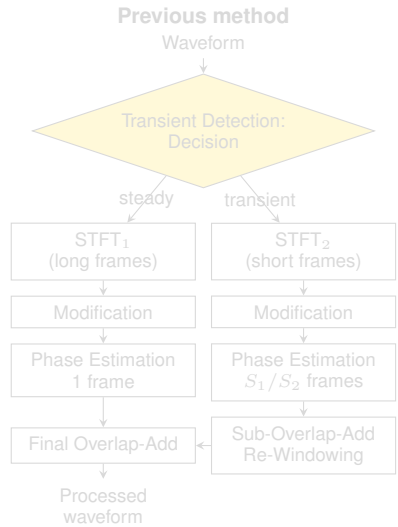 Previous method
Waveform
Transient Detection:
Decision
steady
transient
STFT₁
(long frames)
STFT₂
(short frames)
Modification
Modification
Phase Estimation
1 frame
Phase Estimation
S₁/S₂ frames
Final Overlap-Add
Sub-Overlap-Add
Re-Windowing
Processed
waveform